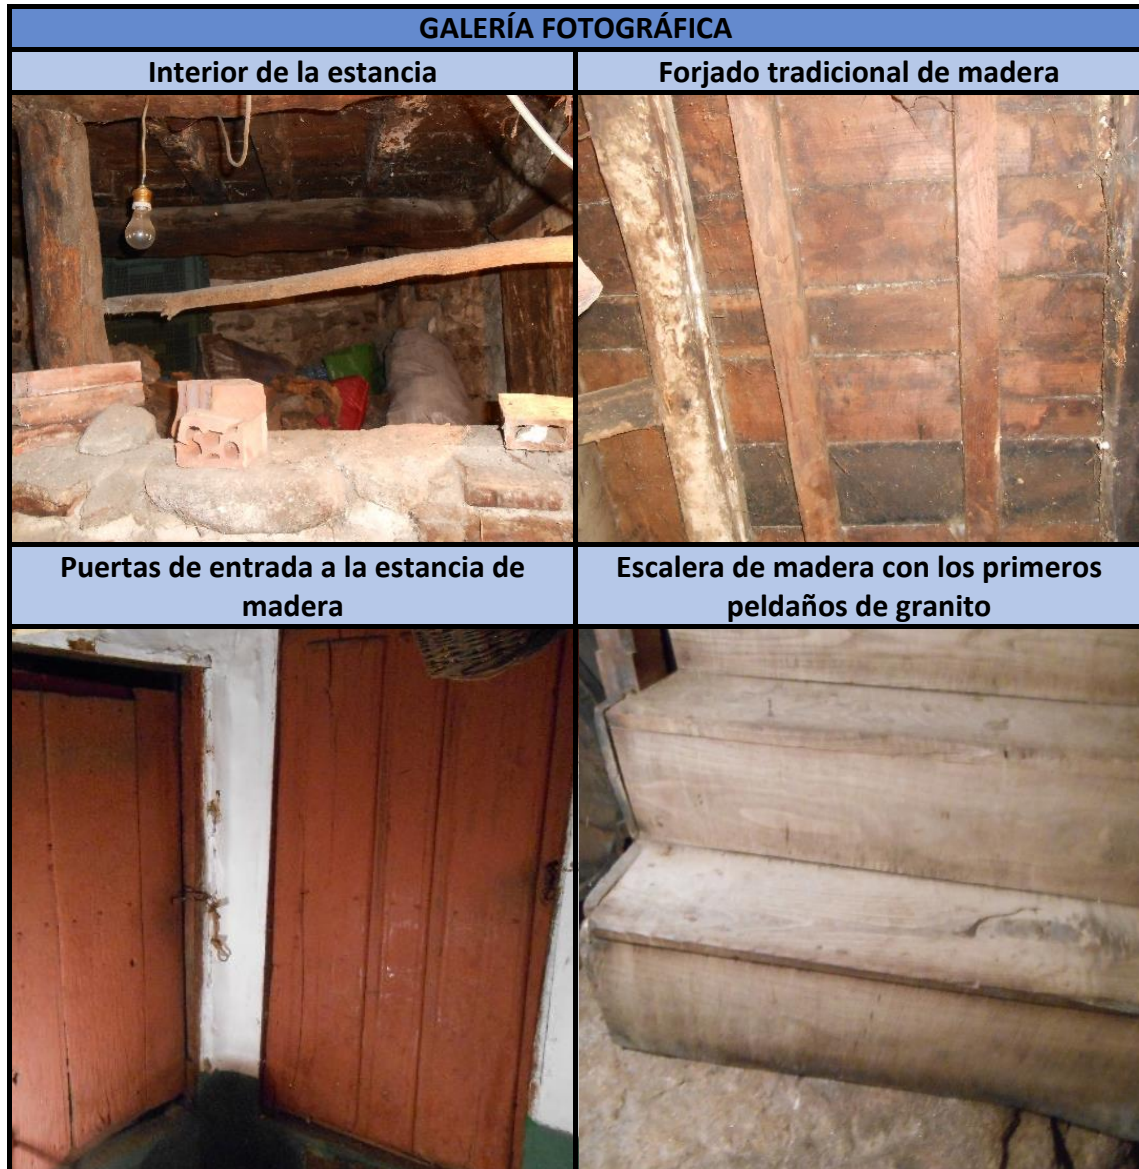 GALERÍA FOTOGRÁFICA
Interior de la estancia
Forjado tradicional de madera
Puertas de entrada a la estancia de
madera
Escalera de madera con los primeros
peldaños de granito